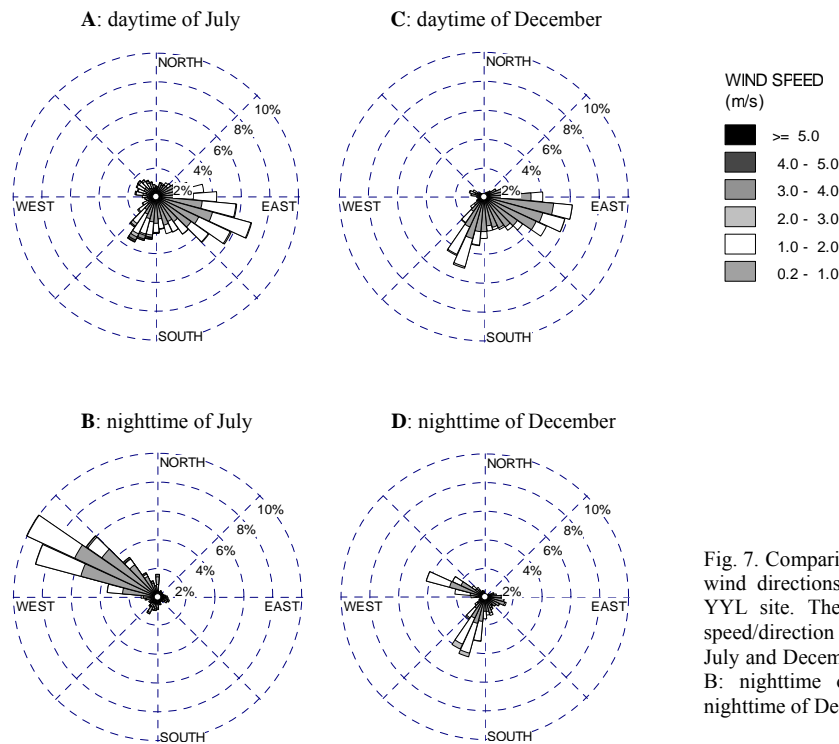 A: daytime of July
NORTH
10%
8%
6%
4%
2%
WEST
EAST
SOUTH
C: daytime of December
NORTH
10%
8%
6%
4%
2%
WEST
EAST
SOUTH
WIND SPEED
(m/s)
>= 5.0
4.0 - 5.0
3.0 - 4.0
2.0 - 3.0
1.0 - 2.0
0.2 - 1.0
B: nighttime of July
NORTH
10%
8%
6%
4%
2%
WEST
EAST
SOUTH
D: nighttime of December
NORTH
10%
8%
6%
4%
2%
WEST
EAST
SOUTH
Fig. 7. Compari
wind directions
YYL site. The
speed/direction
July and Decem
B: nighttime o
nighttime of De